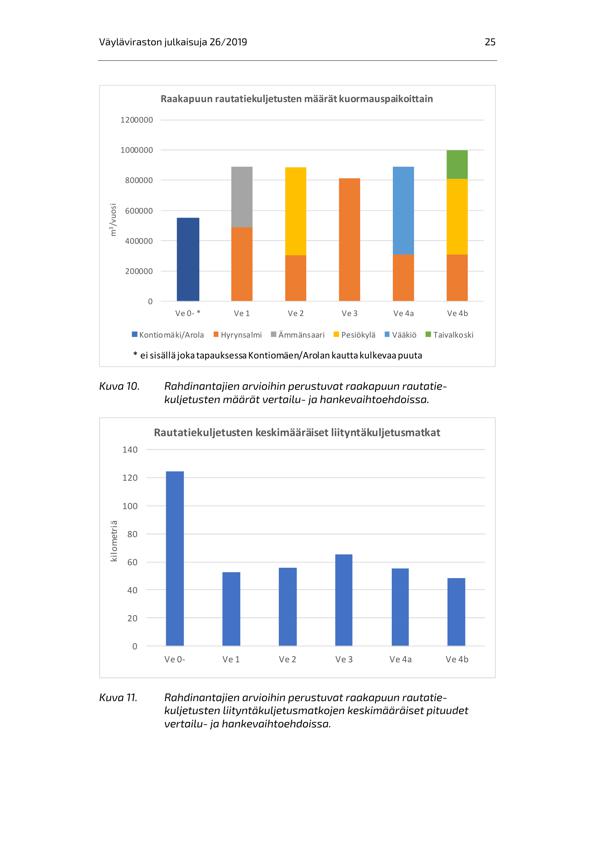 Väyläviraston julkaisuja 26/2019 25
Raakapuun rautatiekuljetusten määrät kuormauspaikoittain
1200000
1000000
800000
600000
400000
200000
0
m³/vuosi
Ve 0- * Ve 1 Ve 2 Ve 3 Ve 4a Ve 4b
Kontiomäki/Arola Hyrynsalmi Ämmänsaari Pesiökylä Vääkiö Taivalkoski
* ei sisällä joka tapauksessa Kontiomäen/Arolan kautta kulkevaa puuta
Kuva 10. Rahdinantajien arvioihin perustuvat raakapuun rautatie-
kuljetusten määrät vertailu- ja hankevaihtoehdoissa.
Rautatiekuljetusten keskimääräiset liityntäkuljetusmatkat
140
120
100
80
60
40
20
0
kilometriä
Ve 0- Ve 1 Ve 2 Ve 3 Ve 4a Ve 4b
Kuva 11. Rahdinantajien arvioihin perustuvat raakapuun rautatie-
kuljetusten liityntäkuljetusmatkojen keskimääräiset pituudet
vertailu- ja hankevaihtoehdoissa.